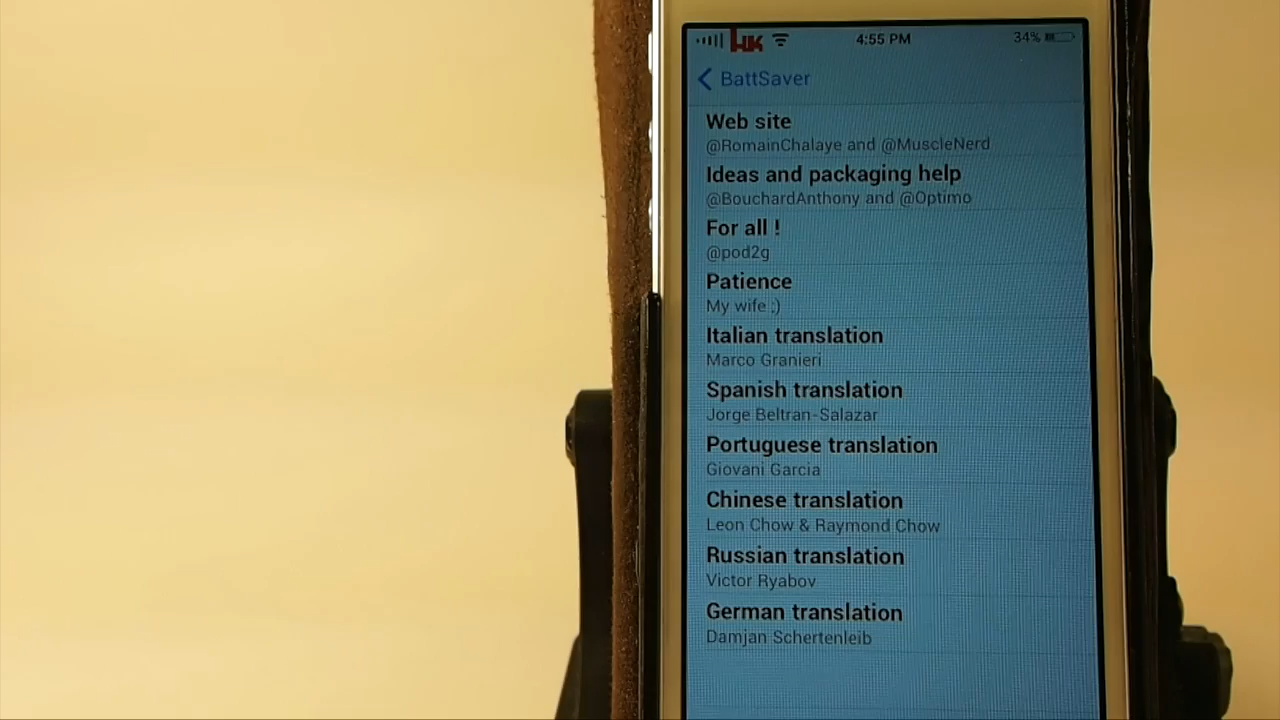 HK 4:55 PM 34%
BattSaver
Web site
@RomainChalaye and @MuscleNerd
Ideas and packaging help
@BouchardAnthony and @Optimo
For all !
@pod2g
Patience
My wife ;)
Italian translation
Marco Granieri
Spanish translation
Jorge Beltran-Salazar
Portuguese translation
Giovani Garcia
Chinese translation
Leon Chow & Raymond Chow
Russian translation
Victor Ryabov
German translation
Damjan Schertenleib